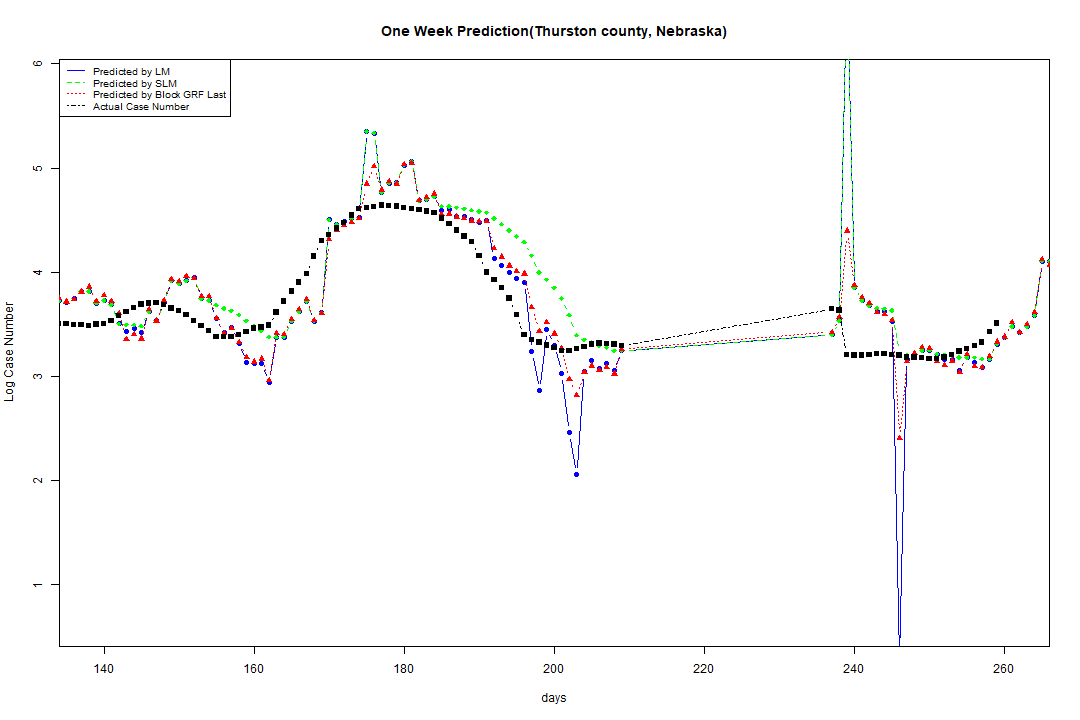 One Week Prediction(Thurston county, Nebraska)
Predicted by LM
Predicted by SLM
Predicted by Block GRF Last
Actual Case Number
Log Case Number
6
5
4
3
2
1
140 160 180 200 220 240 260
days